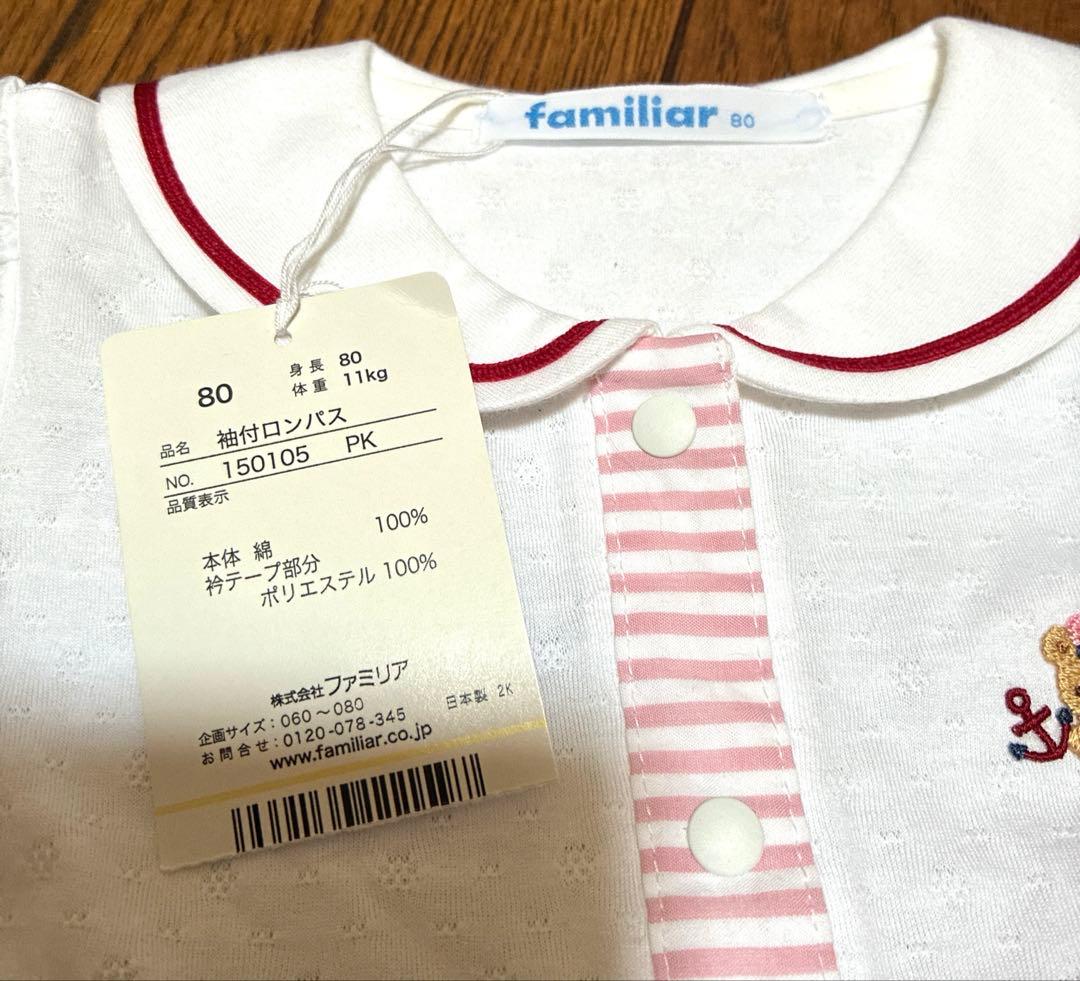 familiar 80
80
身長 80
体重 11kg
品名 袖付ロンパス
NO. 150105 PK
品質表示
本体 綿 100%
衿テープ部分
ポリエステル 100%
株式会社ファミリア
企画サイズ：060～080 日本製 2K
お問合せ：0120-078-345
www.familiar.co.jp